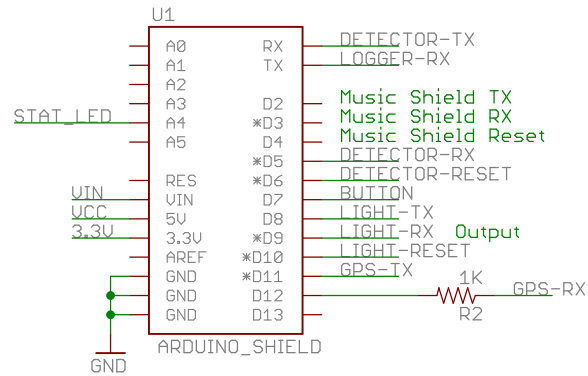 U1
A0 RX DETECTOR-TX
A1 TX LOGGER-RX
A2
A3 D2 Music Shield TX
STAT_LED A4 *D3 Music Shield RX
A5 D4 Music Shield Reset
*D5 DETECTOR-RX
RES *D6 DETECTOR-RESET
VIN VIN D7 BUTTON
VCC 5V D8 LIGHT-TX
3.3V 3.3V *D9 LIGHT-RX Output
AREF *D10 LIGHT-RESET
GND *D11 GPS-TX
GND D12 1K GPS-RX
GND D13 R2
ARDUINO_SHIELD
GND